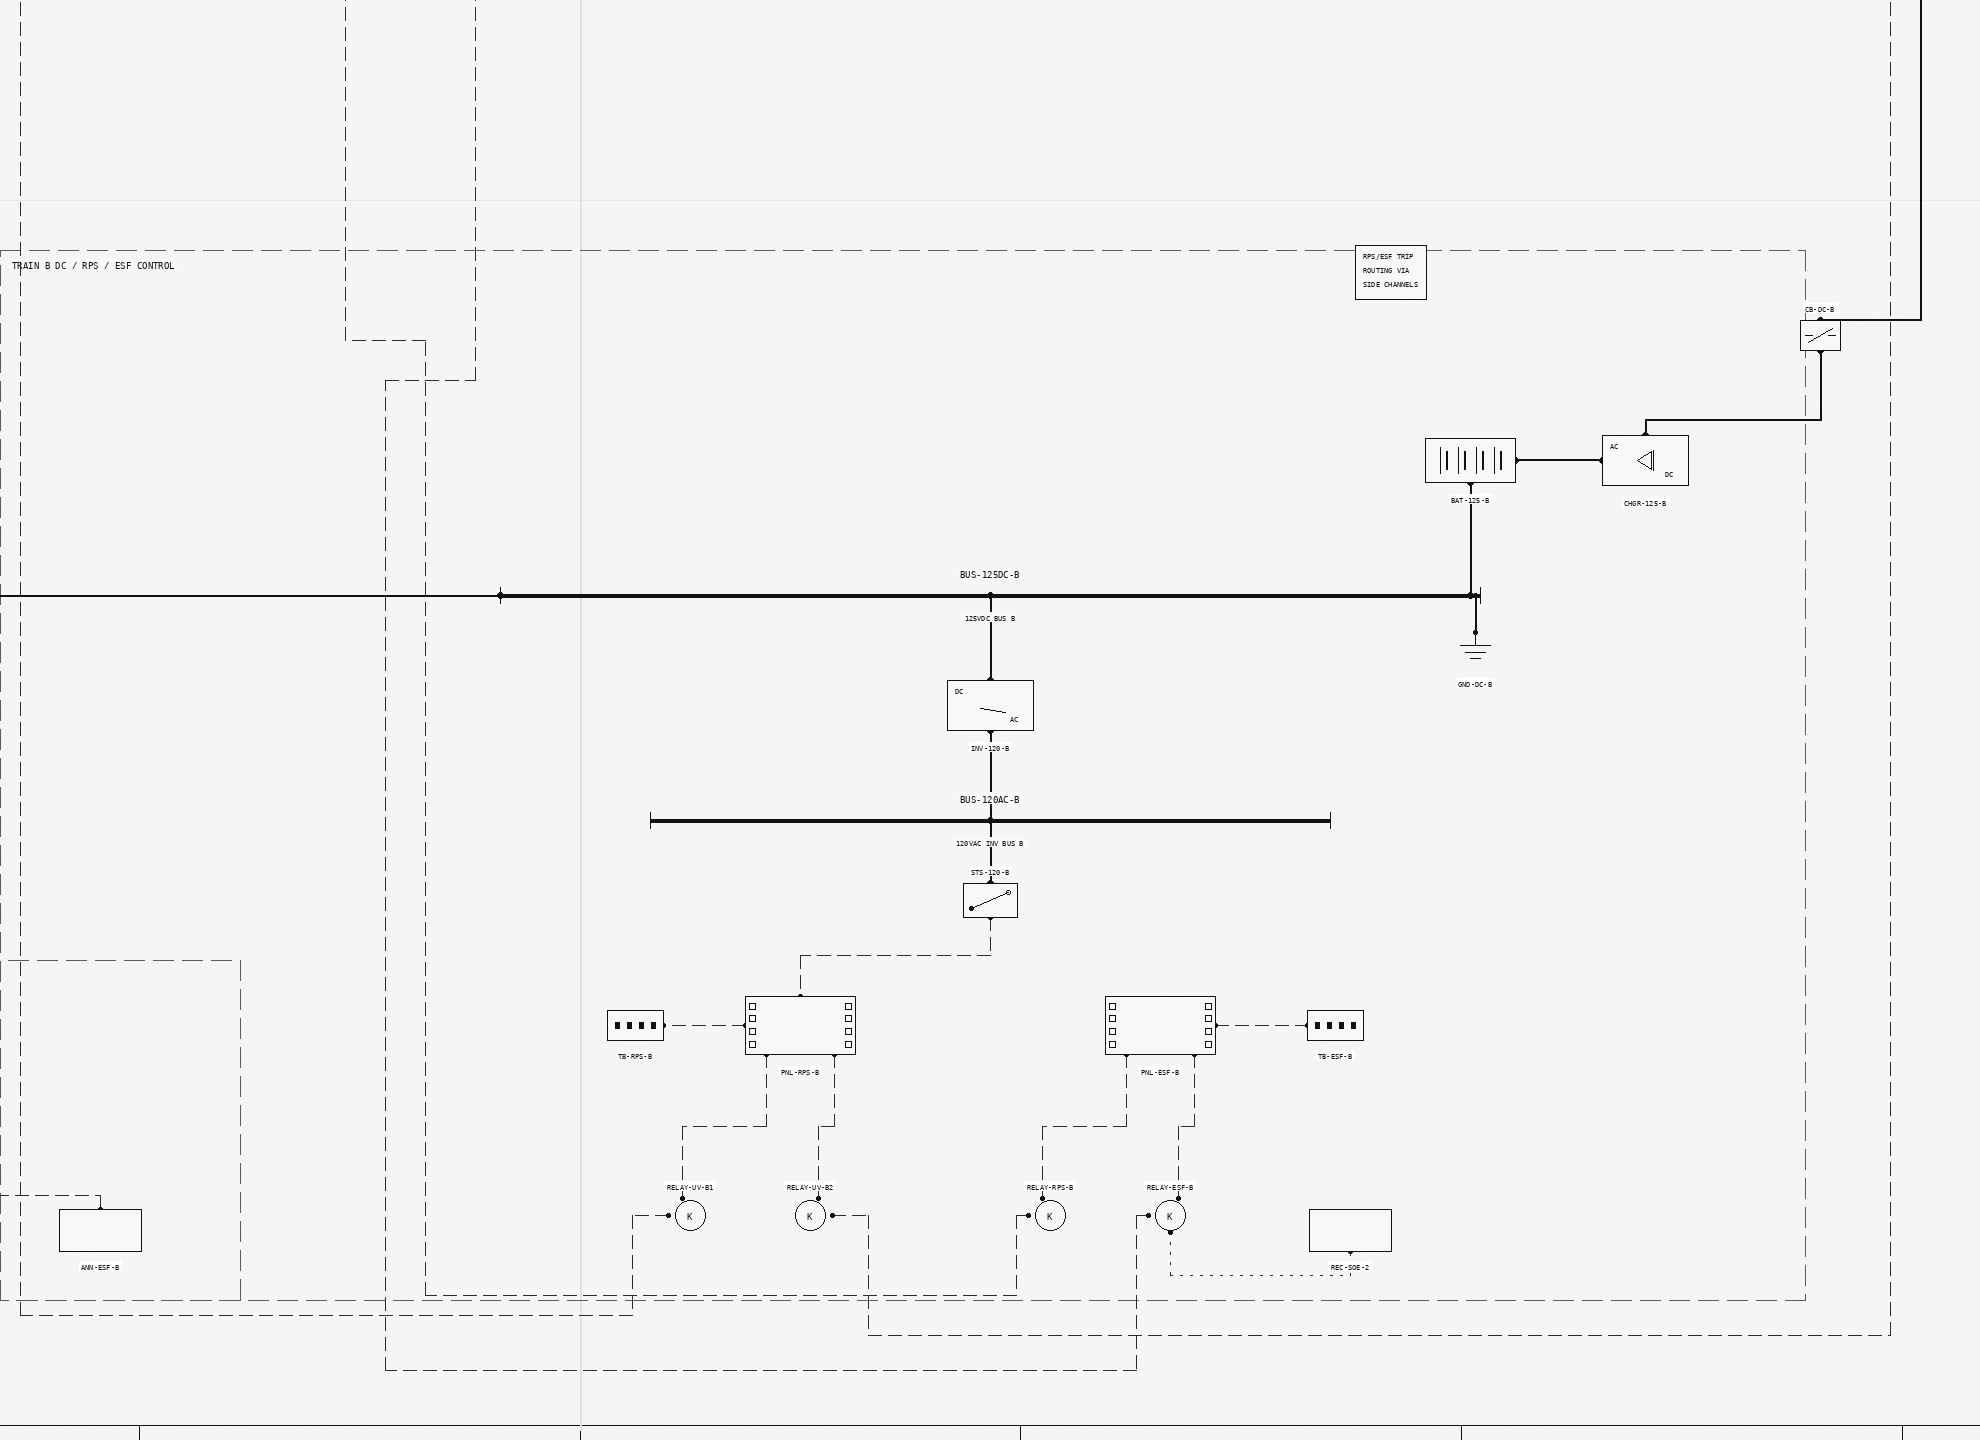 RPS/ESF TRIP
ROUTING VIA
SIDE CHANNELS
TRAIN B DC / RPS / ESF CONTROL
CB-DC-B
AC
DC
BAT-125-B
CHGR-125-B
BUS-125DC-B
125VDC BUS B
GND-DC-B
DC
AC
INV-120-B
BUS-120AC-B
120VAC INV BUS B
STS-120-B
TB-RPS-B
PNL-RPS-B
PNL-ESF-B
TB-ESF-B
RELAY-UV-B1
RELAY-UV-B2
RELAY-RPS-B
RELAY-ESF-B
K
K
K
K
ANN-ESF-B
REC-SOE-2